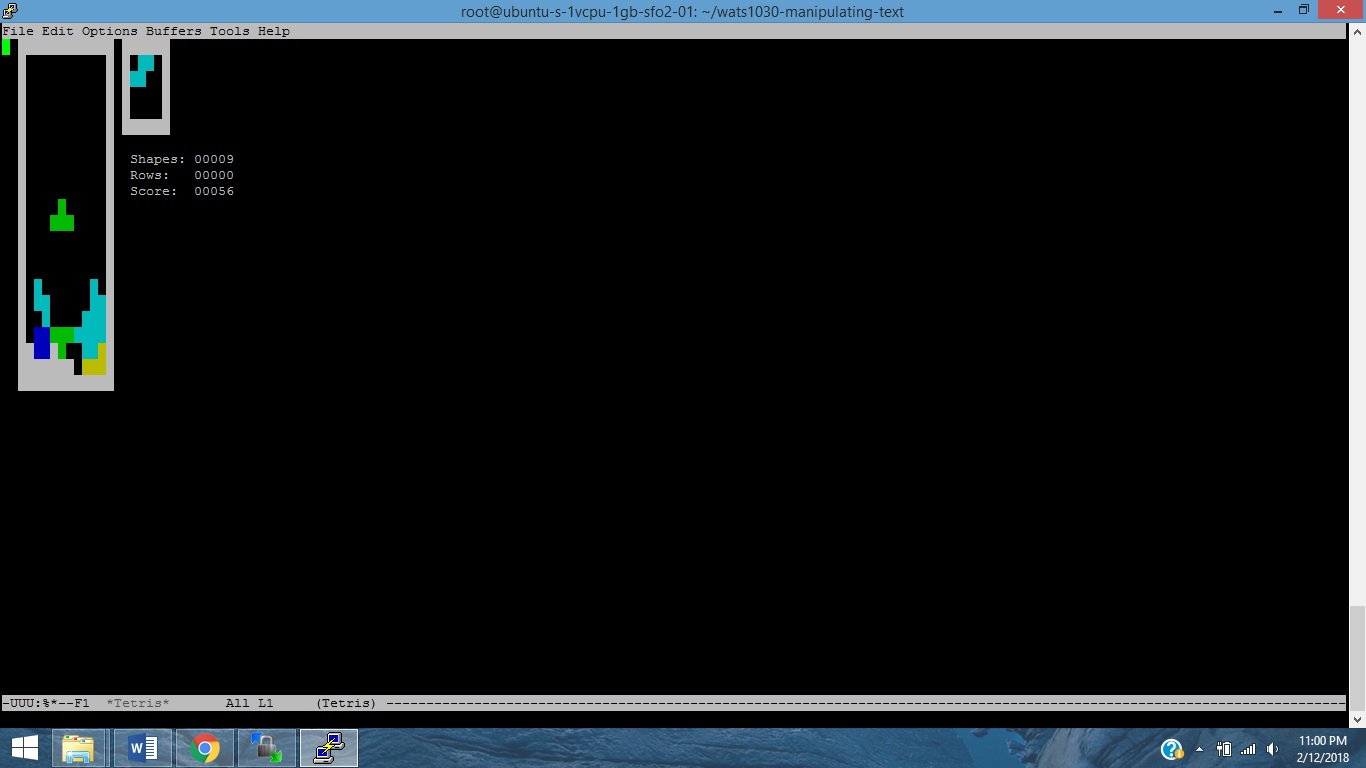 root@ubuntu-s-1vcpu-1gb-sfo2-01: ~/wats1030-manipulating-text
File Edit Options Buffers Tools Help
Shapes: 00009
Rows:   00000
Score:  00056
-UUU:%*--F1  *Tetris*       All L1     (Tetris) ------------------------------------------------------------------------------------------------------------------------
11:00 PM
2/12/2018